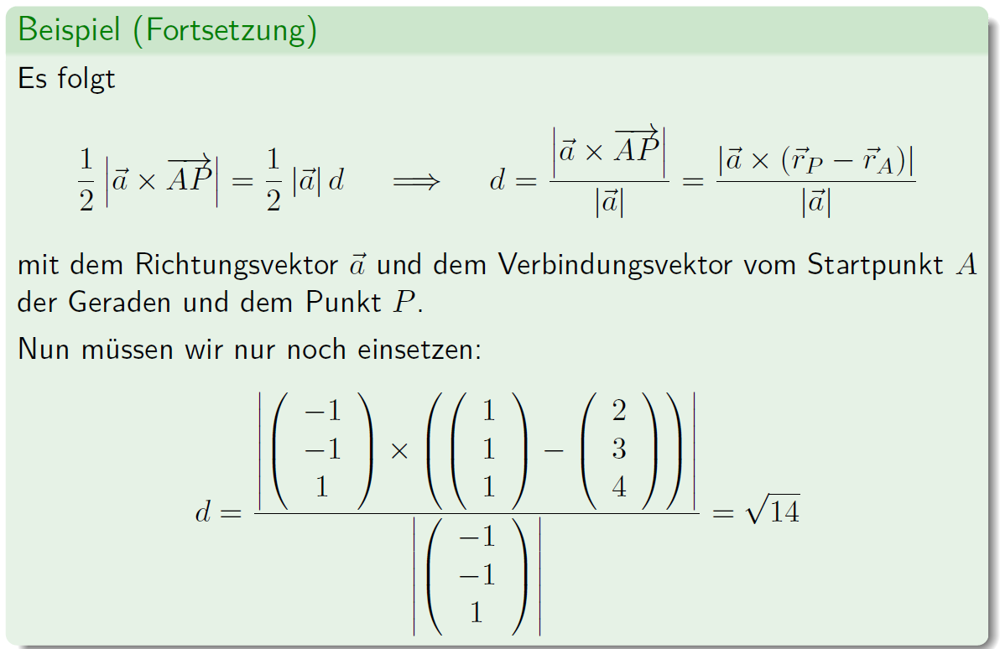 Beispiel (Fortsetzung)
Es folgt
$\frac{1}{2}\left|\vec{a}\times\overrightarrow{AP}\right|=\frac{1}{2}\left|\vec{a}\right|d \quad\Longrightarrow\quad d=\frac{\left|\vec{a}\times\overrightarrow{AP}\right|}{\left|\vec{a}\right|}=\frac{\left|\vec{a}\times(\vec{r}_P-\vec{r}_A)\right|}{\left|\vec{a}\right|}$
mit dem Richtungsvektor $\vec{a}$ und dem Verbindungsvektor vom Startpunkt $A$
der Geraden und dem Punkt $P$.
Nun müssen wir nur noch einsetzen:
$d=\frac{\left|\begin{pmatrix}-1\\-1\\1\end{pmatrix}\times\left(\begin{pmatrix}1\\1\\1\end{pmatrix}-\begin{pmatrix}2\\3\\4\end{pmatrix}\right)\right|}{\left|\begin{pmatrix}-1\\-1\\1\end{pmatrix}\right|}=\sqrt{14}$